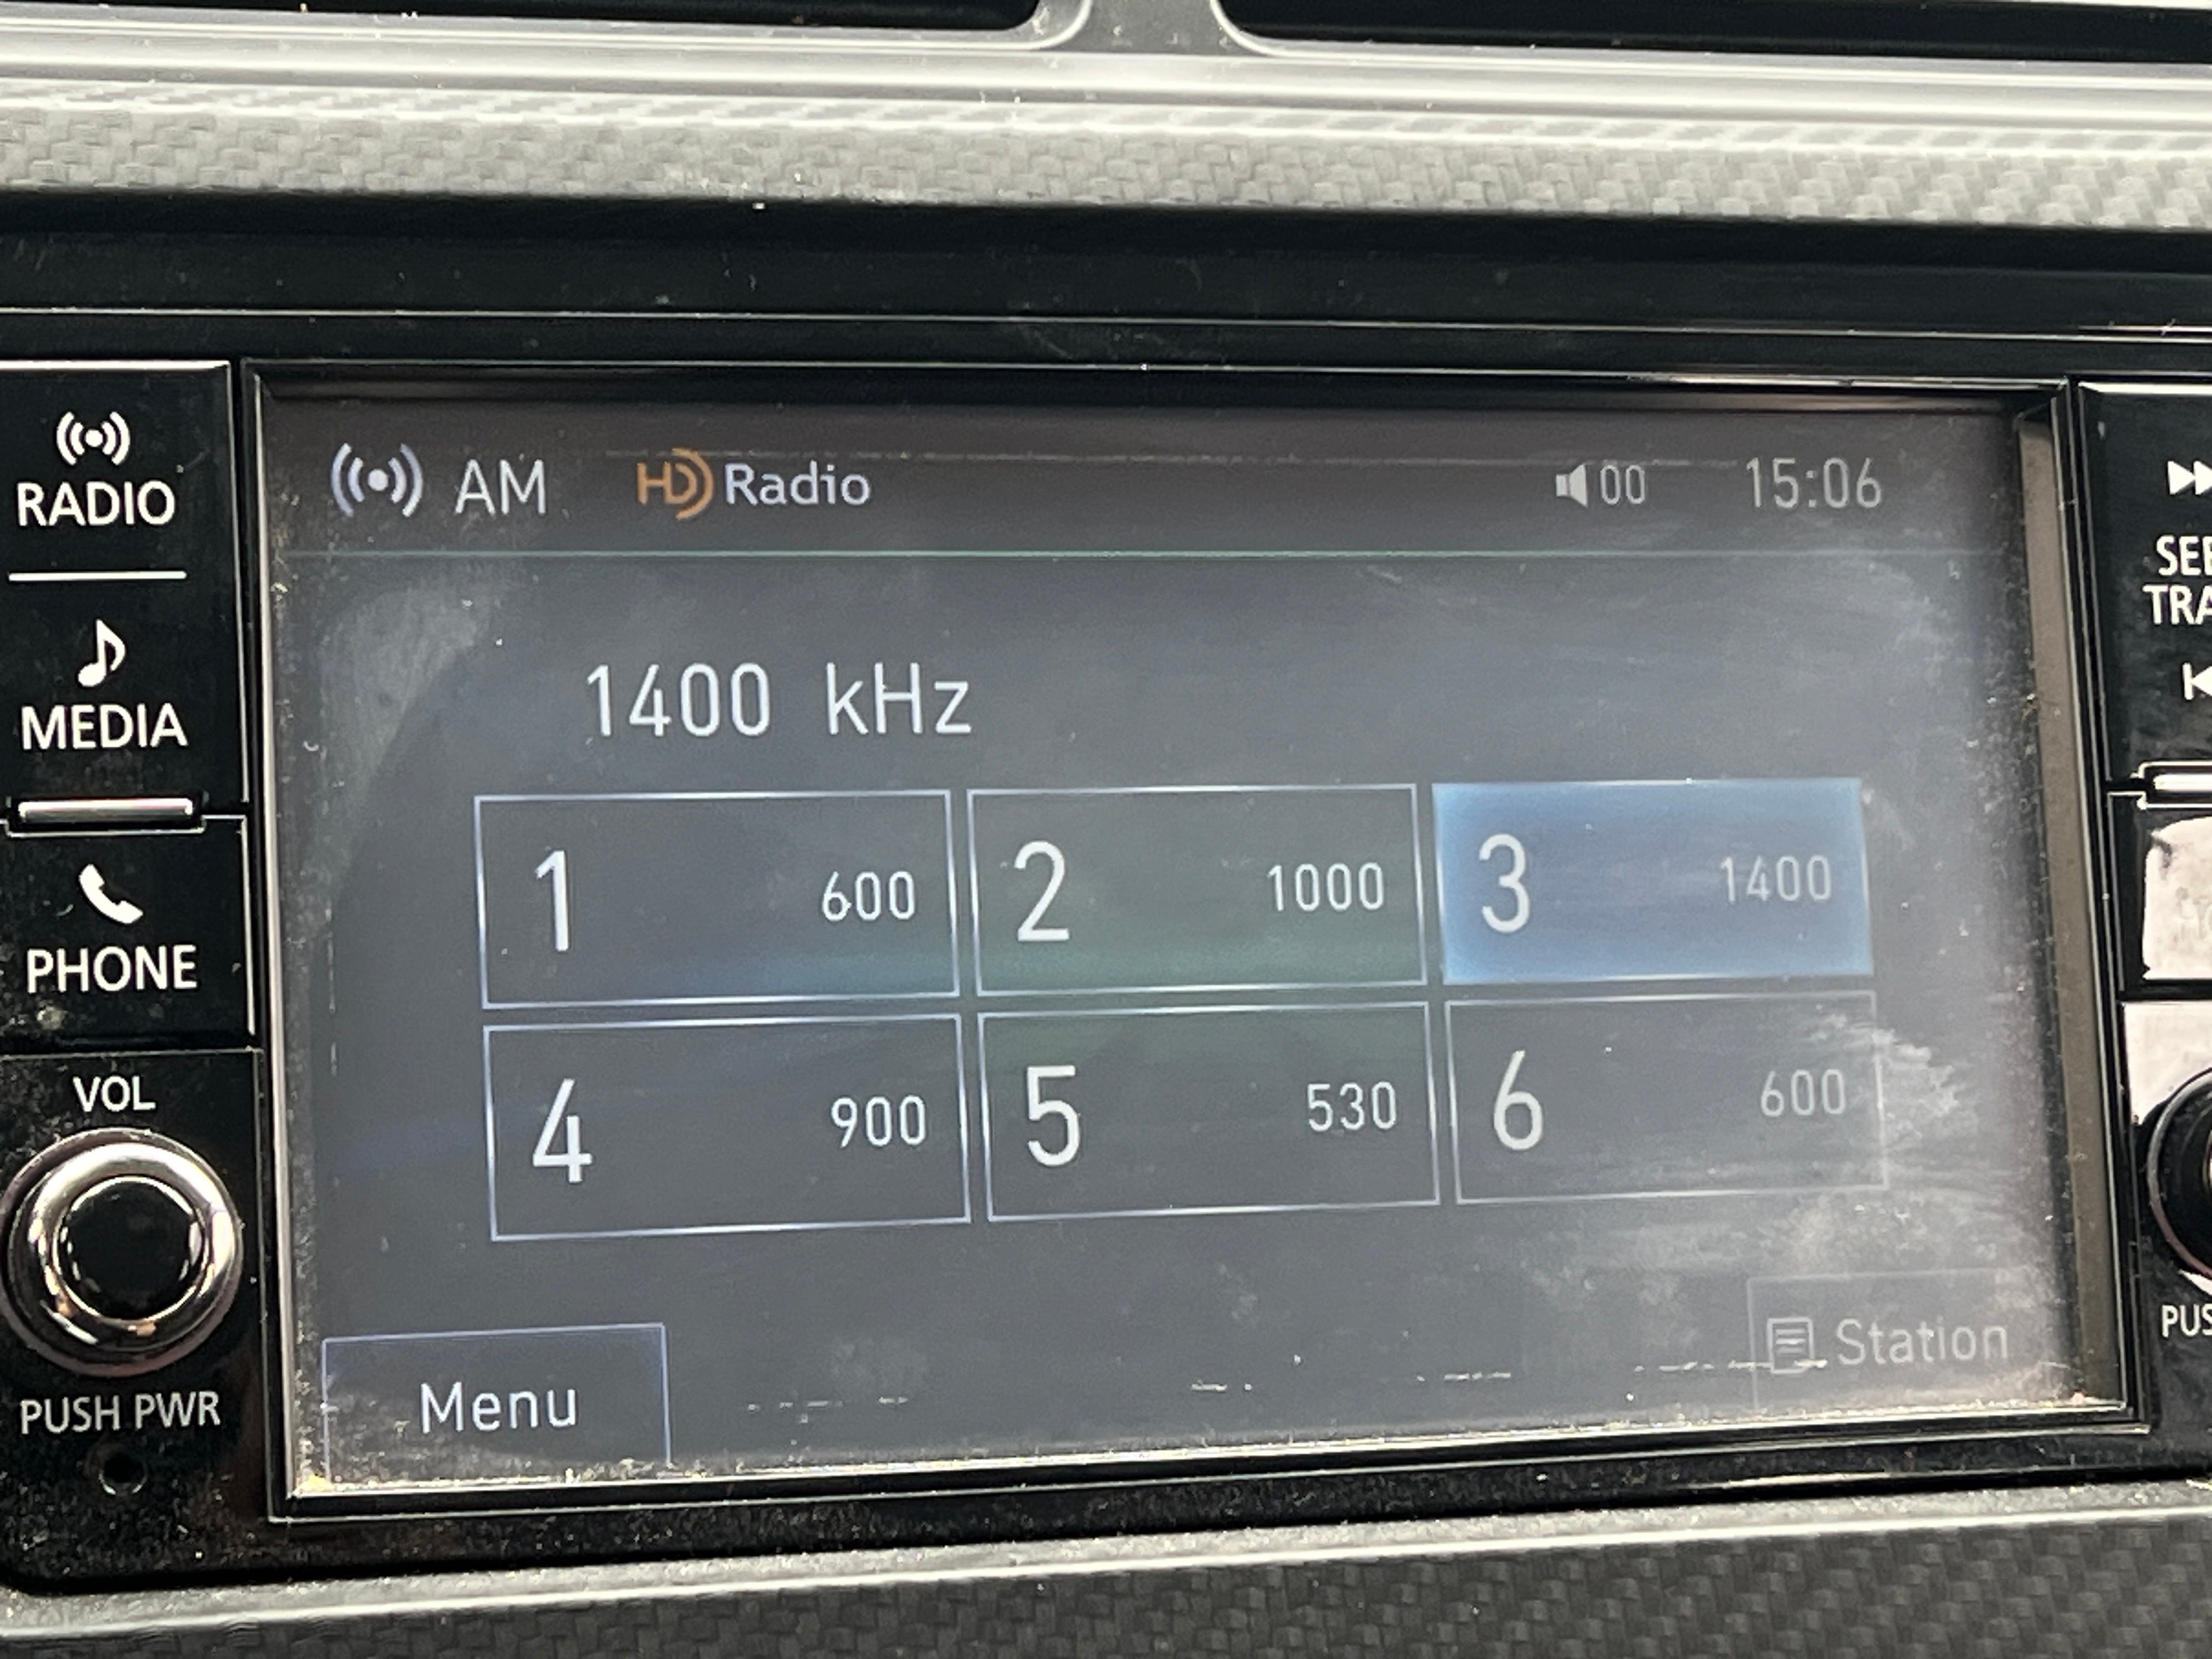 RADIO
MEDIA
PHONE
VOL
PUSH PWR
AM HD Radio 00 15:06
1400 kHz
1 600 2 1000 3 1400
4 900 5 530 6 600
Menu Station